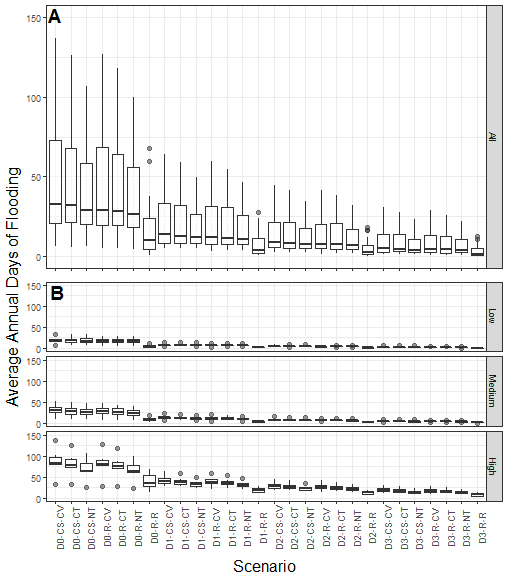 A
150
100
50
0
All
Average Annual Days of Flooding
B
150
100
50
0
Low
150
100
50
0
Medium
150
100
50
0
High
D0-CS-CV
D0-CS-CT
D0-CS-NT
D0-R-CV
D0-R-CT
D0-R-NT
D0-R-R
D1-CS-CV
D1-CS-CT
D1-CS-NT
D1-R-CV
D1-R-CT
D1-R-NT
D1-R-R
D2-CS-CV
D2-CS-CT
D2-CS-NT
D2-R-CV
D2-R-CT
D2-R-NT
D2-R-R
D3-CS-CV
D3-CS-CT
D3-CS-NT
D3-R-CV
D3-R-CT
D3-R-NT
D3-R-R
Scenario